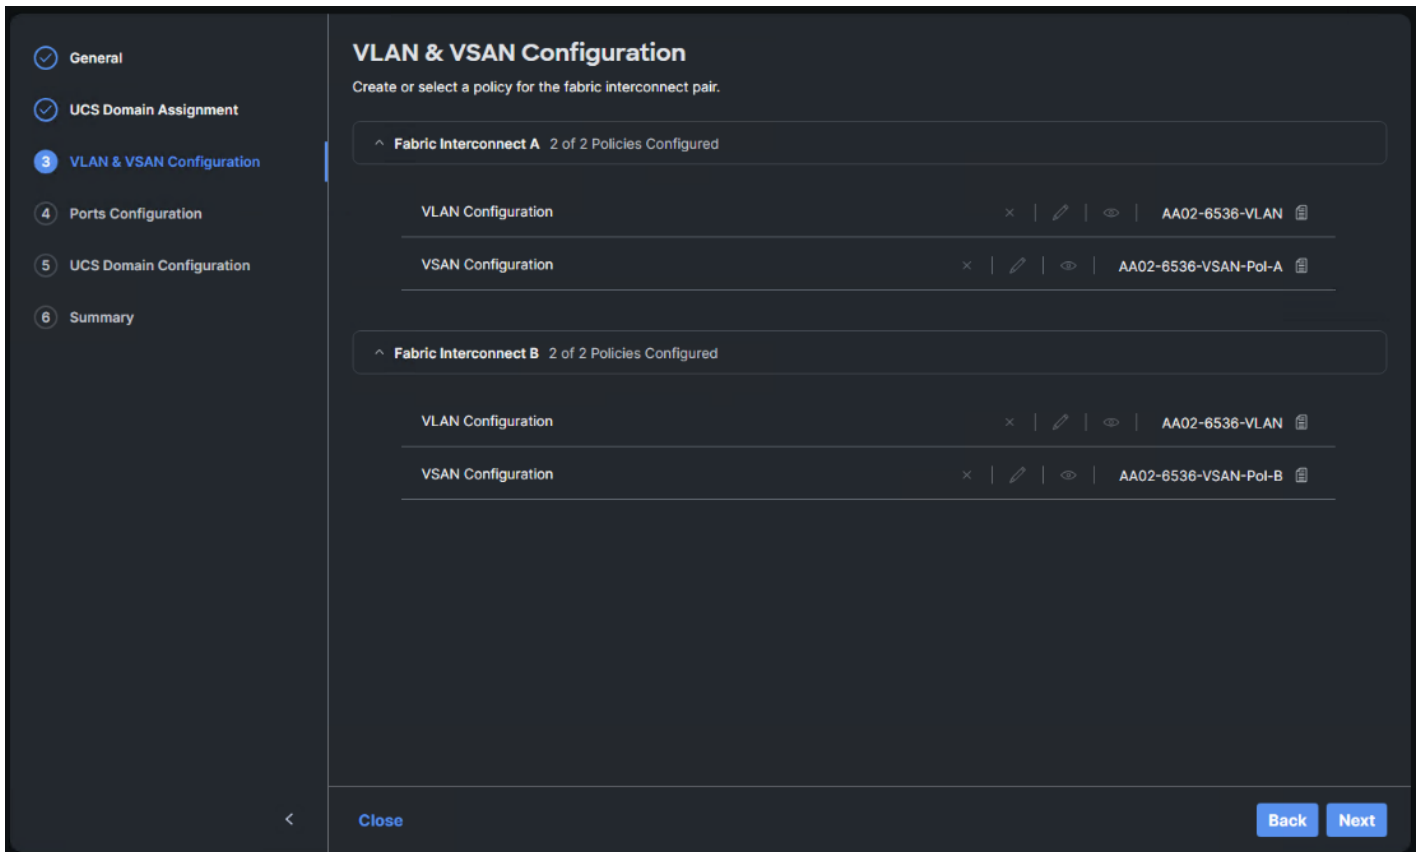 General
UCS Domain Assignment
3 VLAN & VSAN Configuration
4 Ports Configuration
5 UCS Domain Configuration
6 Summary
VLAN & VSAN Configuration
Create or select a policy for the fabric interconnect pair.
Fabric Interconnect A 2 of 2 Policies Configured
VLAN Configuration AA02-6536-VLAN
VSAN Configuration AA02-6536-VSAN-Pol-A
Fabric Interconnect B 2 of 2 Policies Configured
VLAN Configuration AA02-6536-VLAN
VSAN Configuration AA02-6536-VSAN-Pol-B
Close Back Next